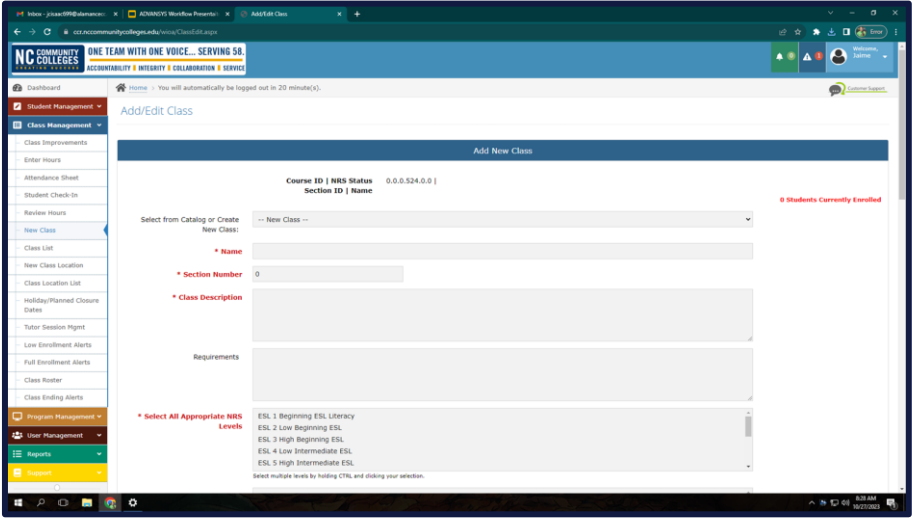 Inbox - jcisaac099@alamancecc
ADVANSYS Workflow Presentati
Add/Edit Class
ccr.nccommunitycolleges.edu/wcea/ClassEdit.aspx
Error
NC COMMUNITY COLLEGES
CREATING SUCCESS
ONE TEAM WITH ONE VOICE... SERVING 58.
ACCOUNTABILITY INTEGRITY COLLABORATION SERVICE
Welcome,
Jaime
Dashboard
Home › You will automatically be logged out in 20 minute(s).
Customer Support
Student Management
Class Management
Class Improvements
Enter Hours
Attendance Sheet
Student Check-In
Review Hours
New Class
Class List
New Class Location
Class Location List
Holiday/Planned Closure
Dates
Tutor Session Mgmt
Low Enrollment Alerts
Full Enrollment Alerts
Class Roster
Class Ending Alerts
Program Management
User Management
Reports
Support
Add/Edit Class
Add New Class
Course ID | NRS Status 0.0.0.524.0.0 |
Section ID | Name
0 Students Currently Enrolled
Select from Catalog or Create
New Class:
-- New Class --
* Name
* Section Number 0
* Class Description
Requirements
* Select All Appropriate NRS
Levels
ESL 1 Beginning ESL Literacy
ESL 2 Low Beginning ESL
ESL 3 High Beginning ESL
ESL 4 Low Intermediate ESL
ESL 5 High Intermediate ESL
Select multiple levels by holding CTRL and clicking your selection.
8:28 AM
10/27/2023